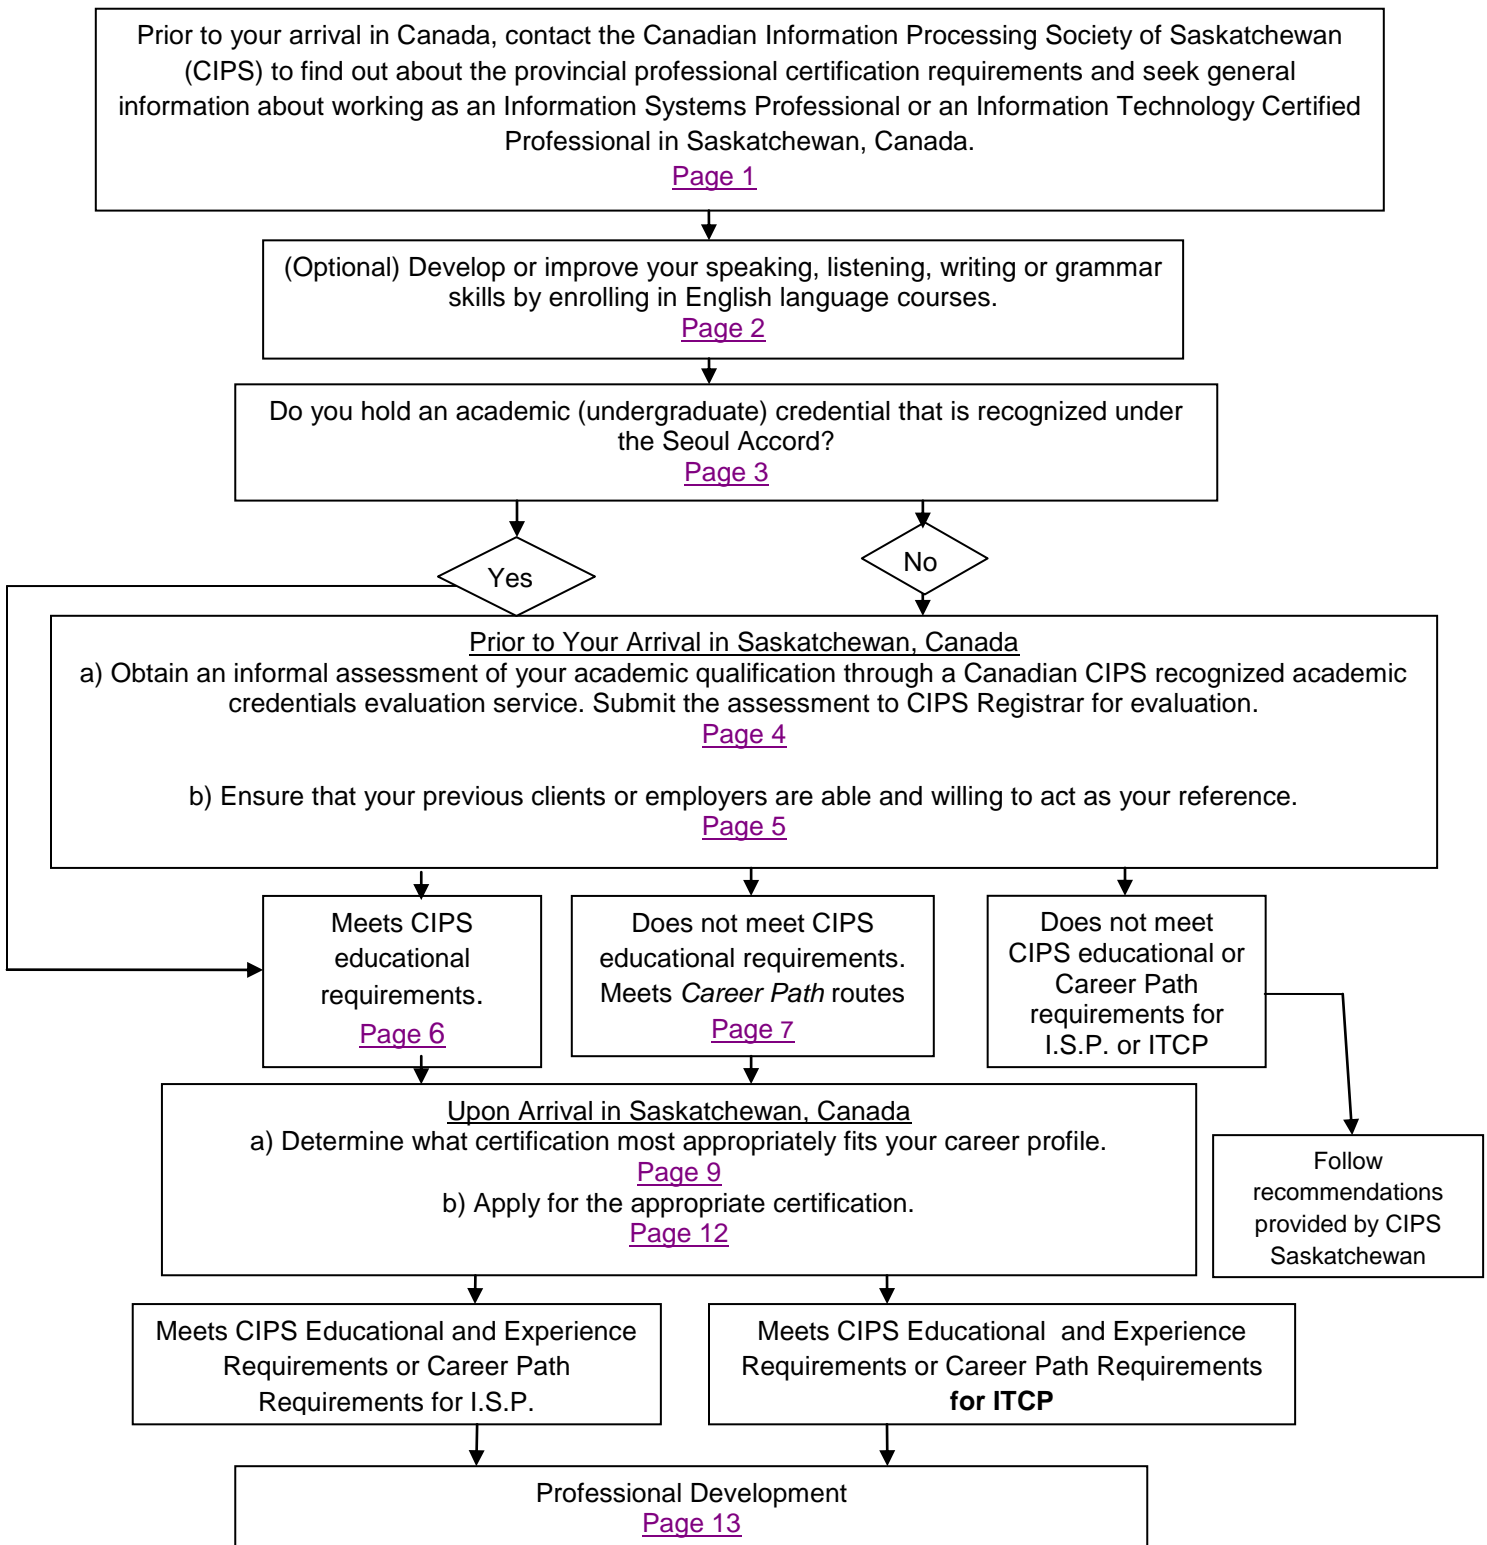 Prior to your arrival in Canada, contact the Canadian Information Processing Society of Saskatchewan
(CIPS) to find out about the provincial professional certification requirements and seek general
information about working as an Information Systems Professional or an Information Technology Certified
Professional in Saskatchewan, Canada.
Page 1
(Optional) Develop or improve your speaking, listening, writing or grammar
skills by enrolling in English language courses.
Page 2
Do you hold an academic (undergraduate) credential that is recognized under
the Seoul Accord?
Page 3
Yes
No
Prior to Your Arrival in Saskatchewan, Canada
a) Obtain an informal assessment of your academic qualification through a Canadian CIPS recognized academic
credentials evaluation service. Submit the assessment to CIPS Registrar for evaluation.
Page 4
b) Ensure that your previous clients or employers are able and willing to act as your reference.
Page 5
Meets CIPS
educational
requirements.
Page 6
Does not meet CIPS
educational requirements.
Meets Career Path routes
Page 7
Does not meet
CIPS educational or
Career Path
requirements for
I.S.P. or ITCP
Upon Arrival in Saskatchewan, Canada
a) Determine what certification most appropriately fits your career profile.
Page 9
b) Apply for the appropriate certification.
Page 12
Follow
recommendations
provided by CIPS
Saskatchewan
Meets CIPS Educational and Experience
Requirements or Career Path
Requirements for I.S.P.
Meets CIPS Educational and Experience
Requirements or Career Path Requirements
for ITCP
Professional Development
Page 13